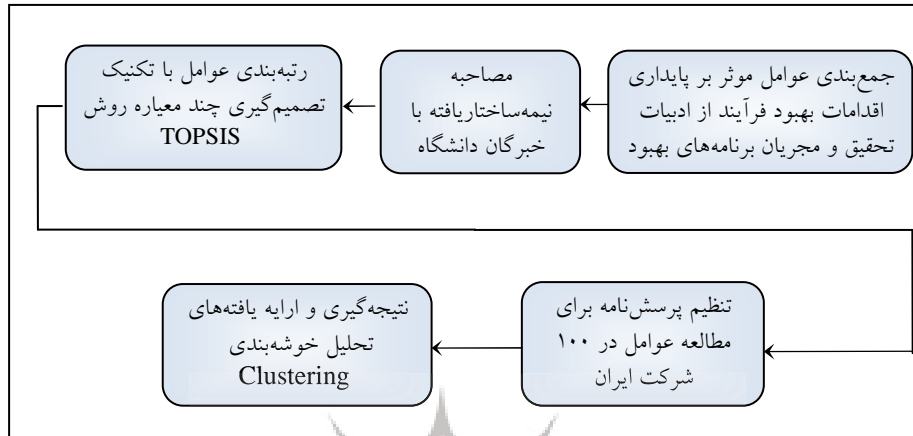 جمع‌بندی عوامل موثر بر پایداری
اقدامات بهبود فرآیند از ادبیات
تحقیق و مجریان برنامه‌های بهبود
مصاحبه
نیمه‌ساختاریافته با
خبرگان دانشگاه
رتبه‌بندی عوامل با تکنیک
تصمیم‌گیری چند معیاره روش
TOPSIS
تنظیم پرسش‌نامه برای
مطالعه عوامل در ۱۰۰
شرکت ایران
نتیجه‌گیری و ارایه یافته‌های
تحلیل خوشه‌بندی
Clustering